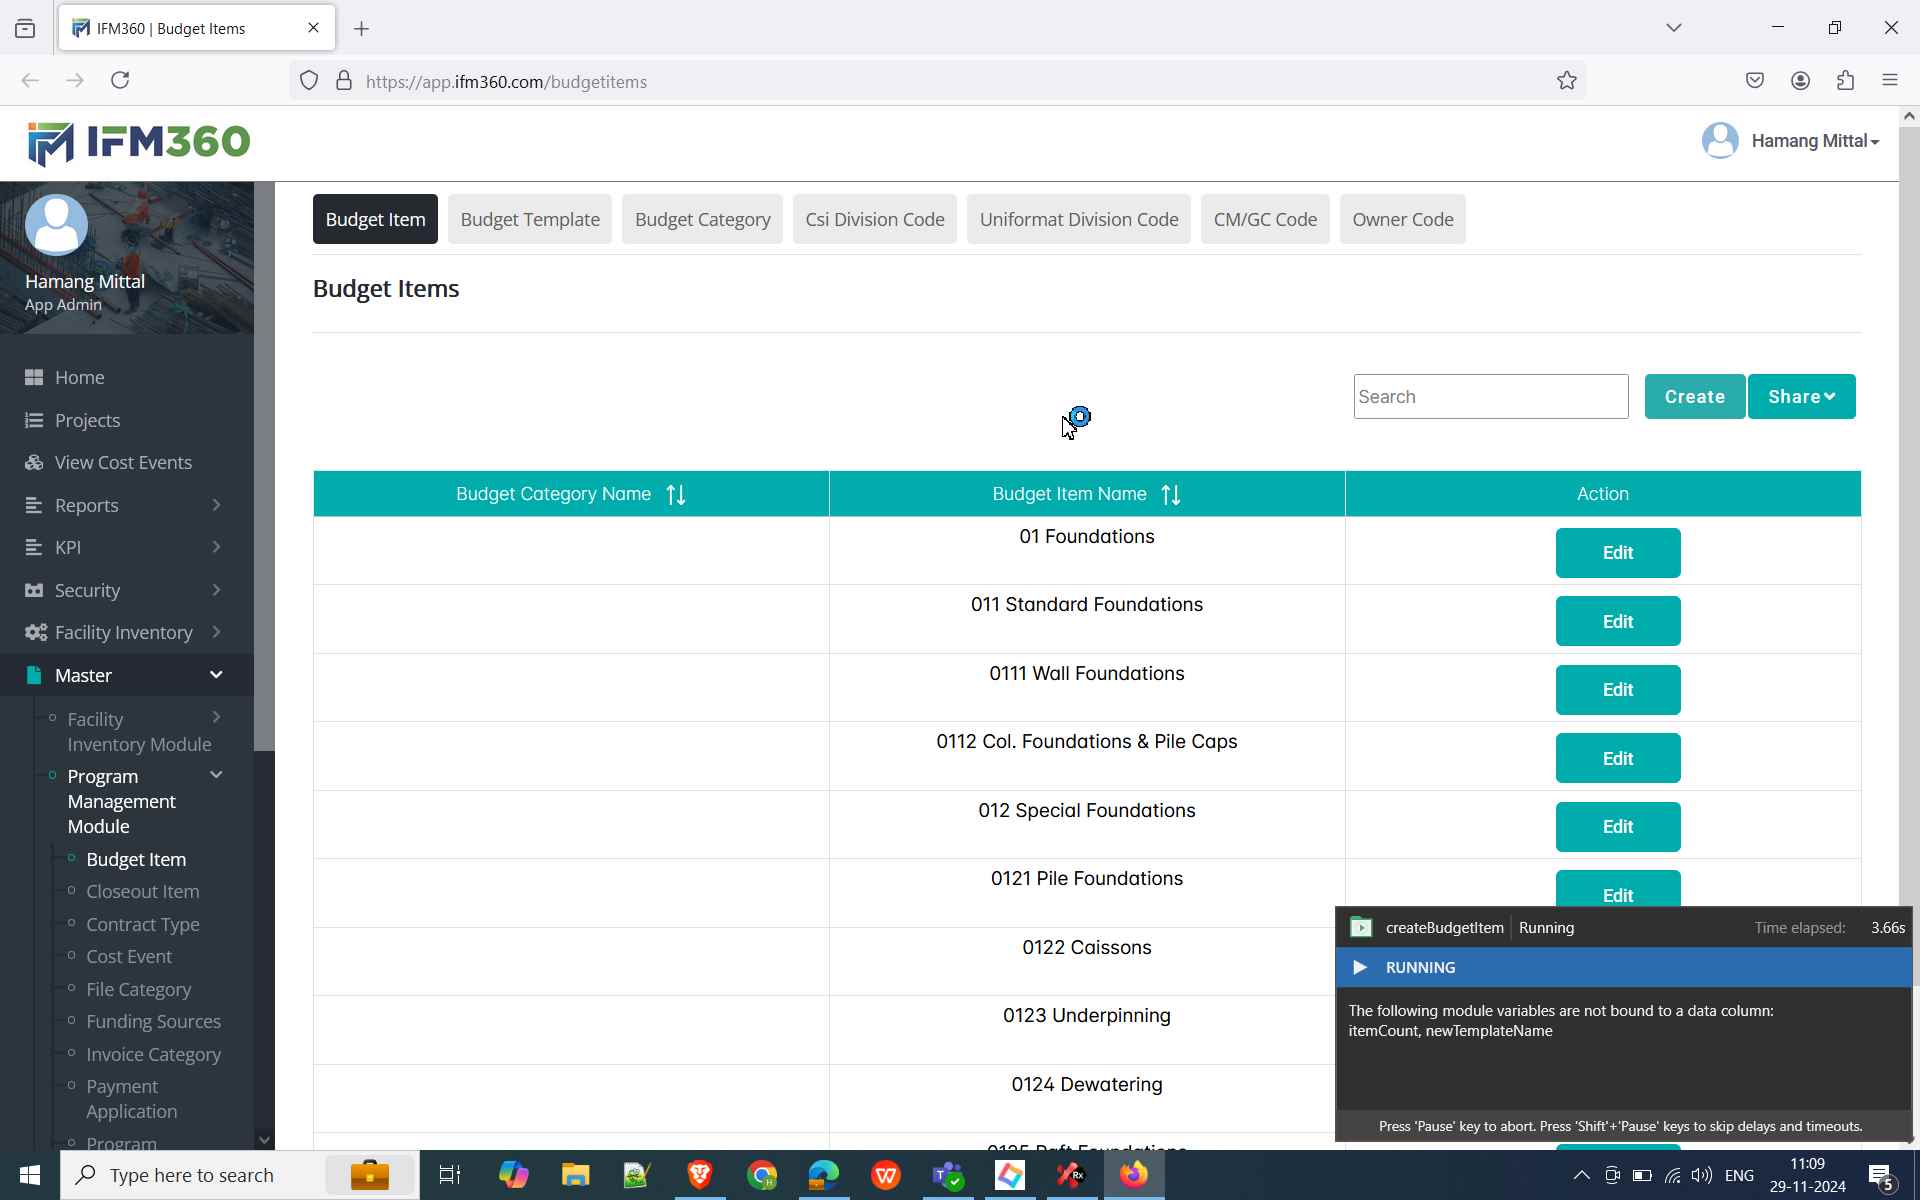 IFM360 | Budget Items
https://app.ifm360.com/budgetitems
IFM360
Hamang Mittal
Hamang Mittal
App Admin
Home
Projects
View Cost Events
Reports
KPI
Security
Facility Inventory
Master
Facility
Inventory Module
Program
Management
Module
Budget Item
Closeout Item
Contract Type
Cost Event
File Category
Funding Sources
Invoice Category
Payment
Application
Program
Budget Item Budget Template Budget Category Csi Division Code Uniformat Division Code CM/GC Code Owner Code
Budget Items
Search Create Share
Budget Category Name Budget Item Name Action
01 Foundations Edit
011 Standard Foundations Edit
0111 Wall Foundations Edit
0112 Col. Foundations & Pile Caps Edit
012 Special Foundations Edit
0121 Pile Foundations Edit
0122 Caissons
0123 Underpinning
0124 Dewatering
0125 Raft Foundations
createBudgetItem Running Time elapsed: 3.66s
RUNNING
The following module variables are not bound to a data column:
itemCount, newTemplateName
Press 'Pause' key to abort. Press 'Shift'+'Pause' keys to skip delays and timeouts.
Type here to search
ENG
11:09
29-11-2024
5